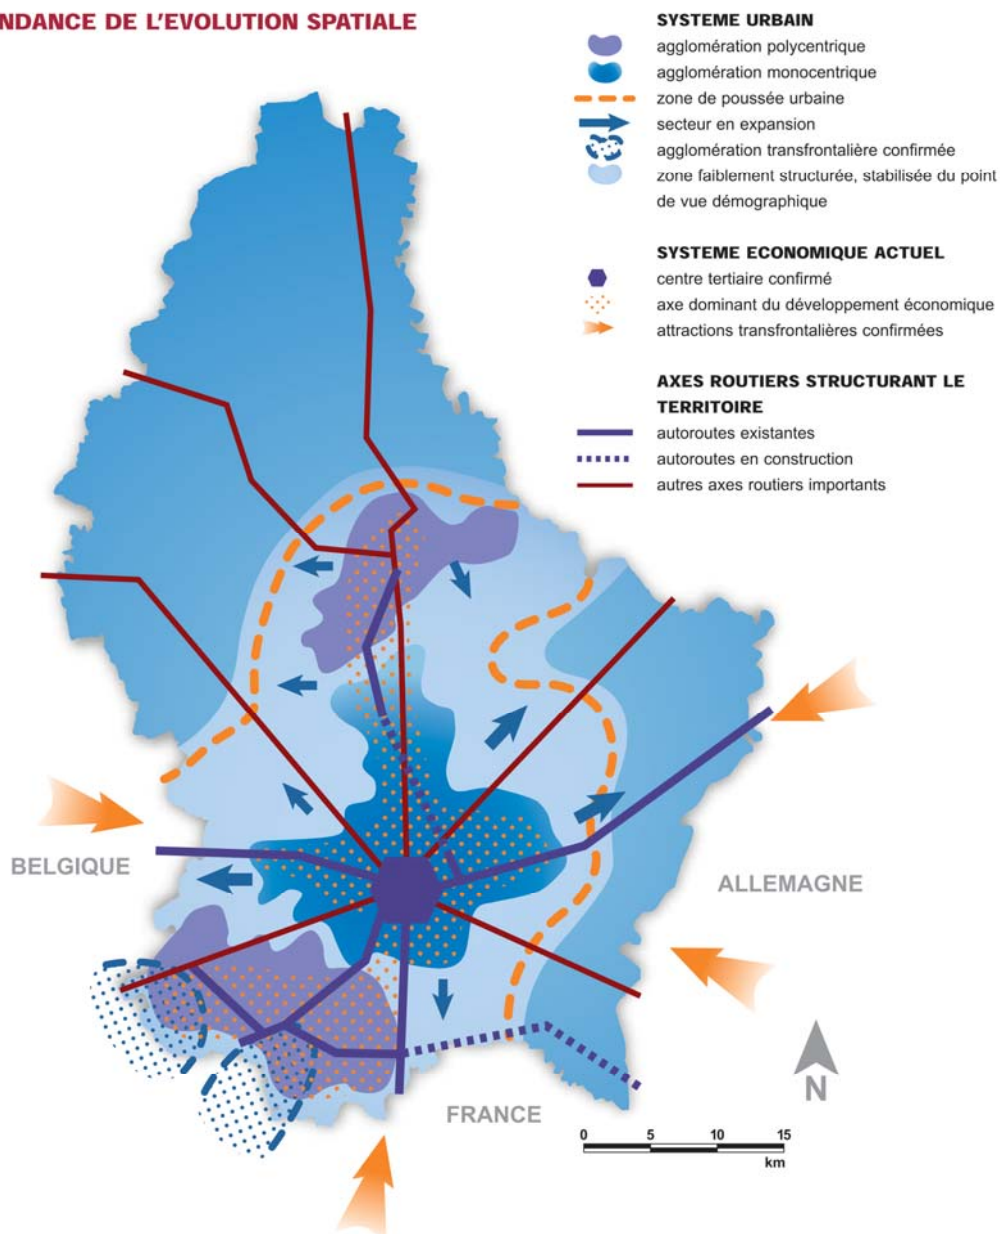 NDANCE DE L'EVOLUTION SPATIALE
SYSTEME URBAIN
agglomération polycentrique
agglomération monocentrique
zone de poussée urbaine
secteur en expansion
agglomération transfrontalière confirmée
zone faiblement structurée, stabilisée du point
de vue démographique
SYSTEME ECONOMIQUE ACTUEL
centre tertiaire confirmé
axe dominant du développement économique
attractions transfrontalières confirmées
AXES ROUTIERS STRUCTURANT LE
TERRITOIRE
autoroutes existantes
autoroutes en construction
autres axes routiers importants
BELGIQUE
ALLEMAGNE
FRANCE
N
0 5 10 15
km